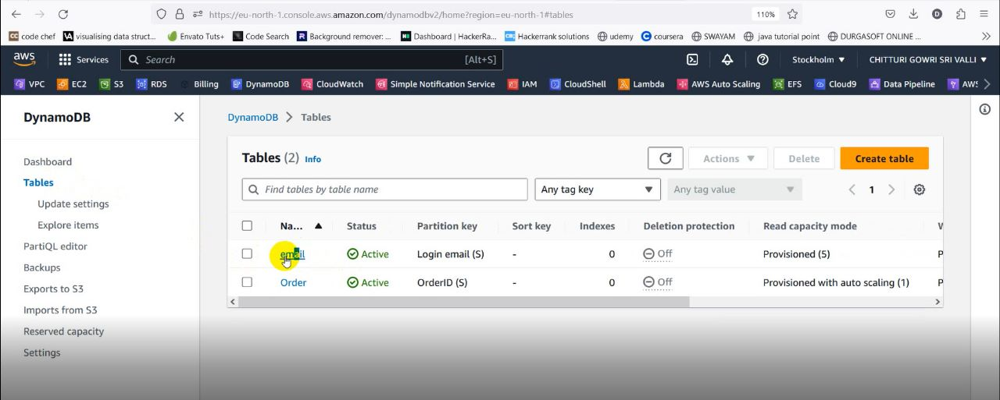 https://eu-north-1.console.aws.amazon.com/dynamodbv2/home?region=eu-north-1#tables 110%
code chef visualising data struct... Envato Tuts+ Code Search Background remover: ... Dashboard | HackerRa... Hackerrank solutions udemy coursera SWAYAM java tutorial point DURGASOFT ONLINE ...
aws Services Search [Alt+S] Stockholm CHITTURI GOWRI SRI VALLI
VPC EC2 S3 RDS Billing DynamoDB CloudWatch Simple Notification Service IAM CloudShell Lambda AWS Auto Scaling EFS Cloud9 Data Pipeline AWS
DynamoDB
DynamoDB > Tables
Tables (2) Info Actions Delete Create table
Dashboard
Tables
Update settings
Explore items
PartiQL editor
Backups
Exports to S3
Imports from S3
Reserved capacity
Settings
Find tables by table name Any tag key Any tag value 1
Na... Status Partition key Sort key Indexes Deletion protection Read capacity mode W
email Active Login email (S) - 0 Off Provisioned (5) P
Order Active OrderID (S) - 0 Off Provisioned with auto scaling (1) P